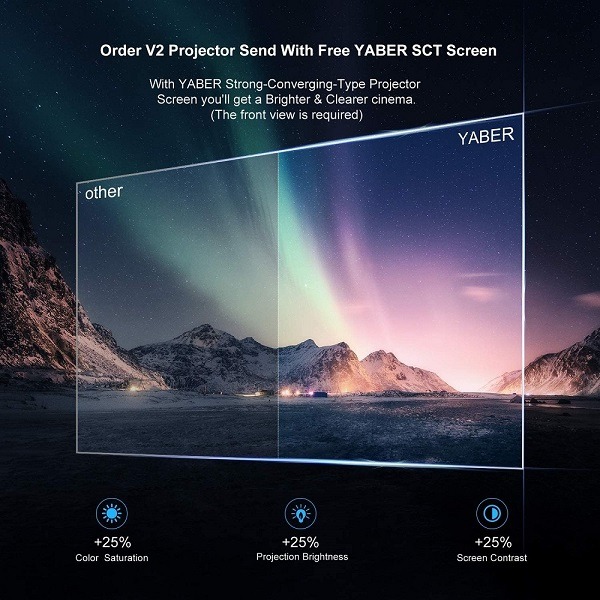 Order V2 Projector Send With Free YABER SCT Screen
With YABER Strong-Converging-Type Projector
Screen you'll get a Brighter & Clearer cinema.
(The front view is required)
other
YABER
+25%
Color Saturation
+25%
Projection Brightness
+25%
Screen Contrast